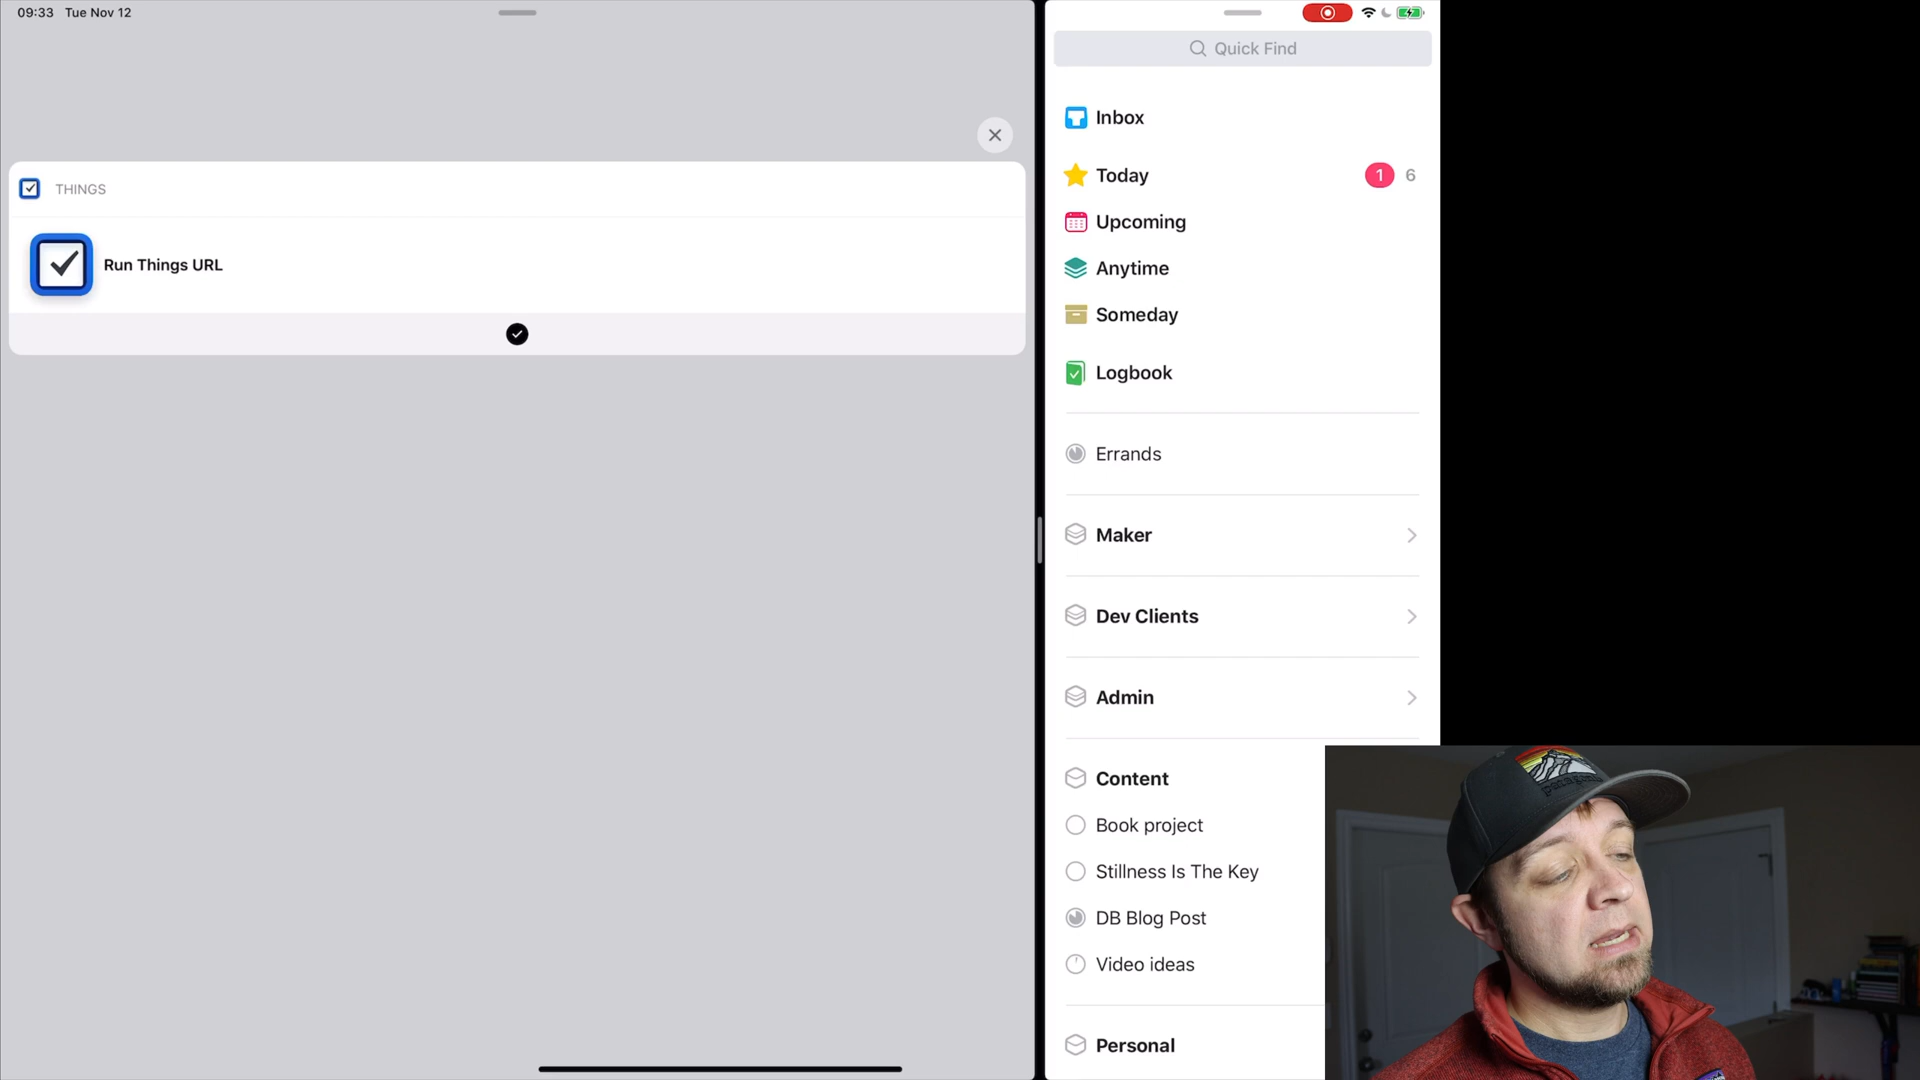 09:33 Tue Nov 12
THINGS
Run Things URL
Quick Find
Inbox
Today 1 6
Upcoming
Anytime
Someday
Logbook
Errands
Maker
Dev Clients
Admin
Content
Book project
Stillness Is The Key
DB Blog Post
Video ideas
Personal